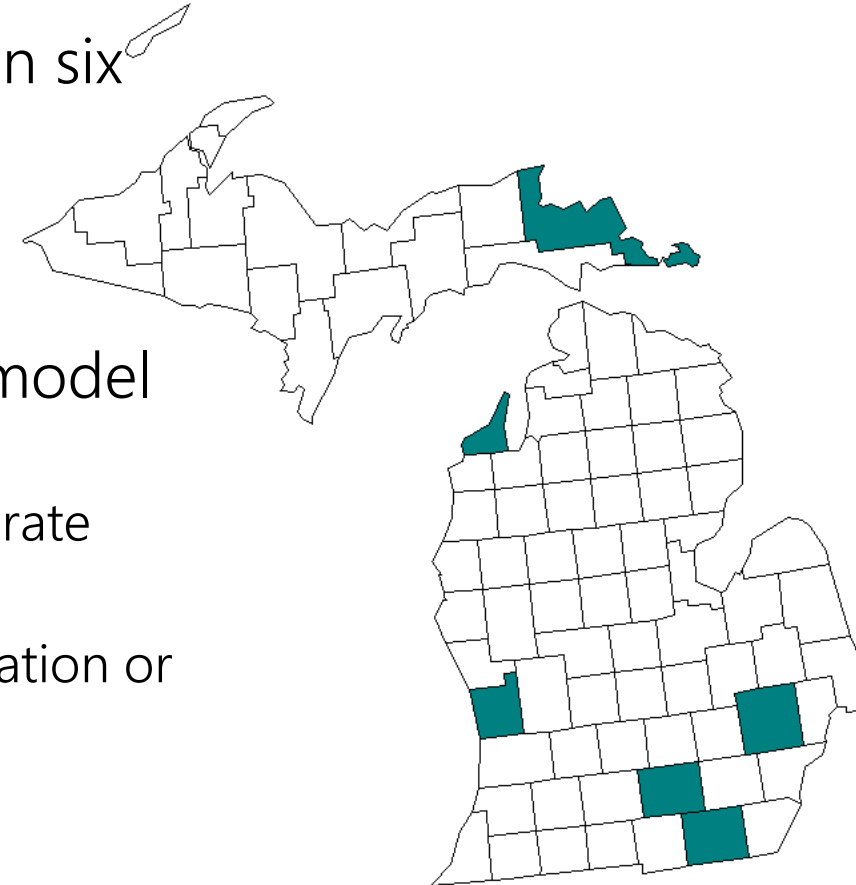 n six
model
rate
ation or